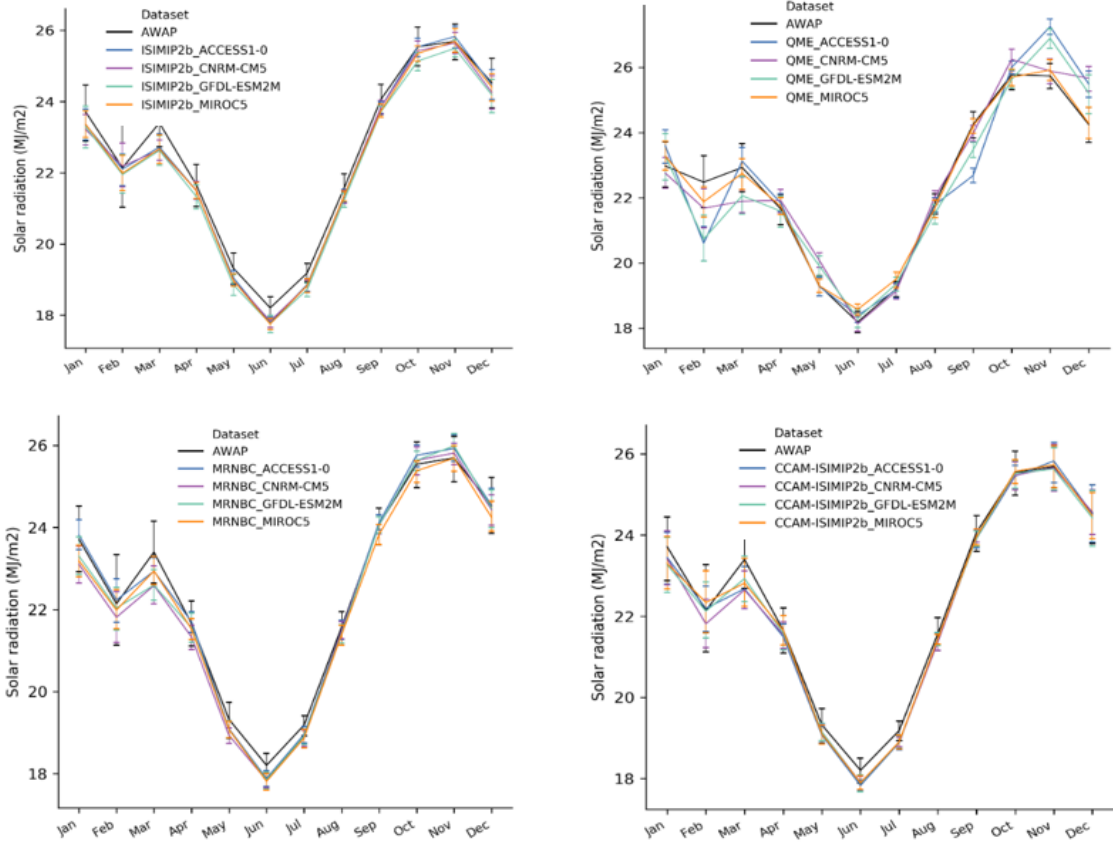 Dataset
AWAP
ISIMIP2b_ACCESS1-0
ISIMIP2b_CNRM-CM5
ISIMIP2b_GFDL-ESM2M
ISIMIP2b_MIROC5
Solar radiation (MJ/m2)
26
24
22
20
18
Jan Feb Mar Apr May Jun Jul Aug Sep Oct Nov Dec
Dataset
AWAP
QME_ACCESS1-0
QME_CNRM-CM5
QME_GFDL-ESM2M
QME_MIROC5
Solar radiation (MJ/m2)
26
24
22
20
18
Jan Feb Mar Apr May Jun Jul Aug Sep Oct Nov Dec
Dataset
AWAP
MRNBC_ACCESS1-0
MRNBC_CNRM-CM5
MRNBC_GFDL-ESM2M
MRNBC_MIROC5
Solar radiation (MJ/m2)
26
24
22
20
18
Jan Feb Mar Apr May Jun Jul Aug Sep Oct Nov Dec
Dataset
AWAP
CCAM-ISIMIP2b_ACCESS1-0
CCAM-ISIMIP2b_CNRM-CM5
CCAM-ISIMIP2b_GFDL-ESM2M
CCAM-ISIMIP2b_MIROC5
Solar radiation (MJ/m2)
26
24
22
20
18
Jan Feb Mar Apr May Jun Jul Aug Sep Oct Nov Dec